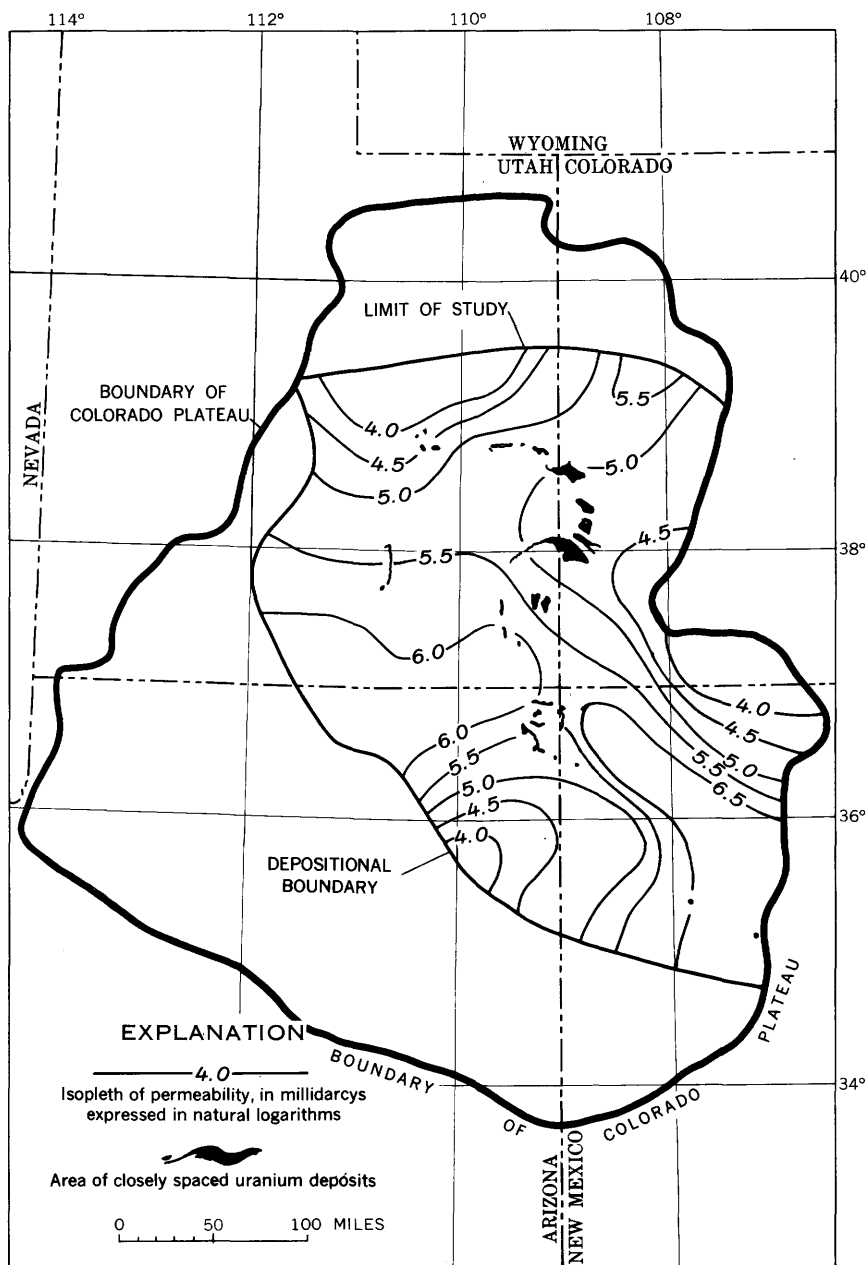 114° 112° 110° 108°
WYOMING
UTAH COLORADO
40°
LIMIT OF STUDY
BOUNDARY OF
COLORADO PLATEAU
NEVADA
5.5
4.0
4.5
5.0
5.0
4.5
38°
5.5
6.0
4.0
4.5
6.0
5.5
5.0
5.0
5.5
6.5
4.5
4.0
36°
DEPOSITIONAL
BOUNDARY
34°
BOUNDARY OF COLORADO PLATEAU
ARIZONA
NEW MEXICO
EXPLANATION
4.0
Isopleth of permeability, in millidarcys
expressed in natural logarithms
Area of closely spaced uranium depósits
0 50 100 MILES